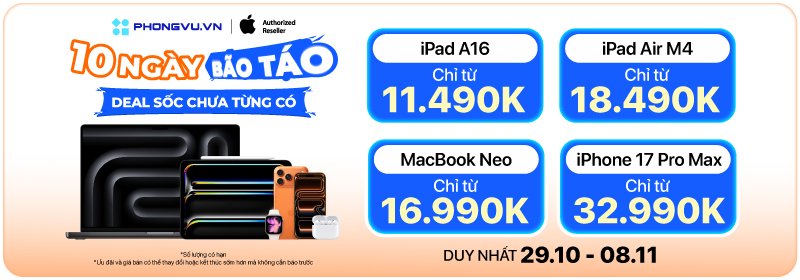 PHONGVU.VN
Authorized
Reseller
10 NGÀY BÃO TÁO
DEAL SỐC CHƯA TỪNG CÓ
*Số lượng có hạn
*Ưu đãi và giá bán có thể thay đổi hoặc kết thúc sớm hơn mà không cần báo trước
iPad A16
Chỉ từ
11.490K
iPad Air M4
Chỉ từ
18.490K
MacBook Neo
Chỉ từ
16.990K
iPhone 17 Pro Max
Chỉ từ
32.990K
DUY NHẤT 29.10 - 08.11